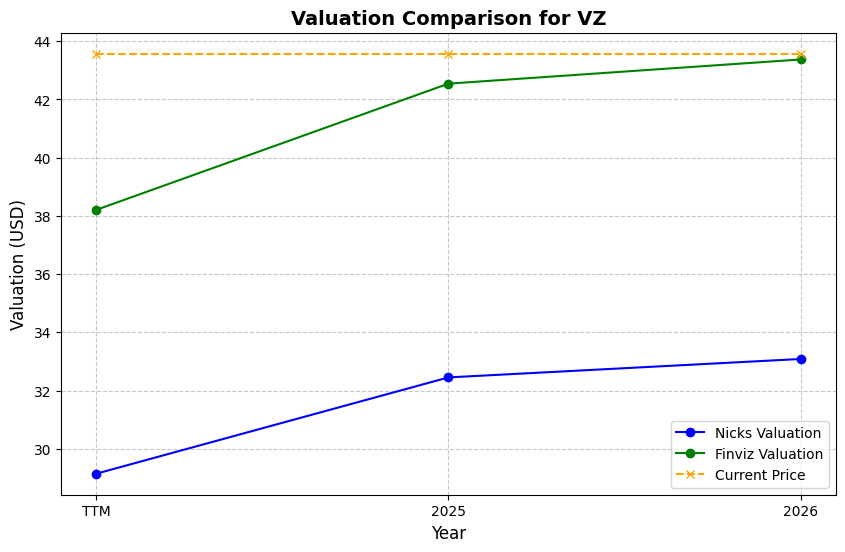 Valuation Comparison for VZ
Valuation (USD)
44
42
40
38
36
34
32
30
TTM
2025
2026
Year
Nicks Valuation
Finviz Valuation
Current Price